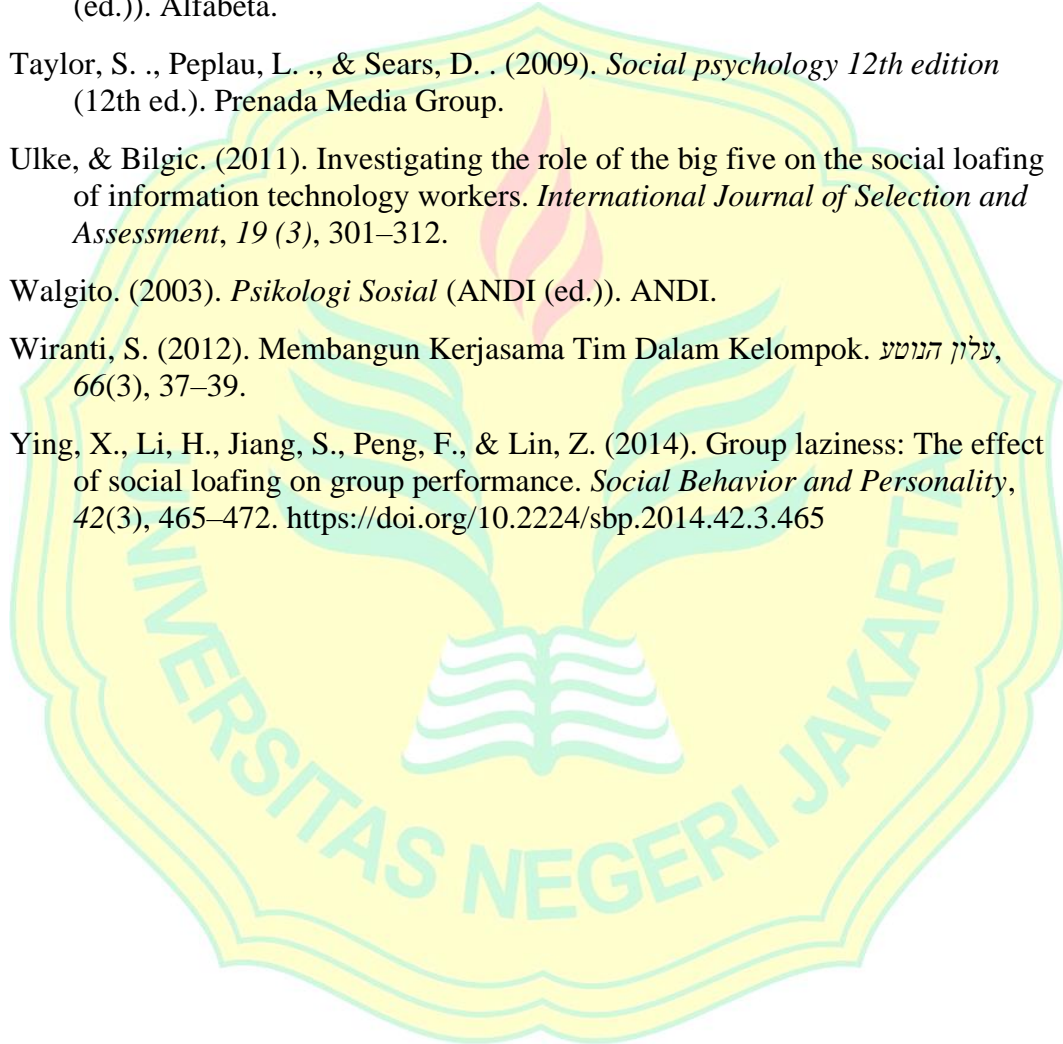 (ed.)). Alfabeta.
Taylor, S. ., Peplau, L. ., & Sears, D. . (2009). Social psychology 12th edition
(12th ed.). Prenada Media Group.
Ulke, & Bilgic. (2011). Investigating the role of the big five on the social loafing
of information technology workers. International Journal of Selection and
Assessment, 19 (3), 301–312.
Walgito. (2003). Psikologi Sosial (ANDI (ed.)). ANDI.
Wiranti, S. (2012). Membangun Kerjasama Tim Dalam Kelompok. עלון הנוטע,
66(3), 37–39.
Ying, X., Li, H., Jiang, S., Peng, F., & Lin, Z. (2014). Group laziness: The effect
of social loafing on group performance. Social Behavior and Personality,
42(3), 465–472. https://doi.org/10.2224/sbp.2014.42.3.465
UNIVERSITAS NEGERI JAKARTA